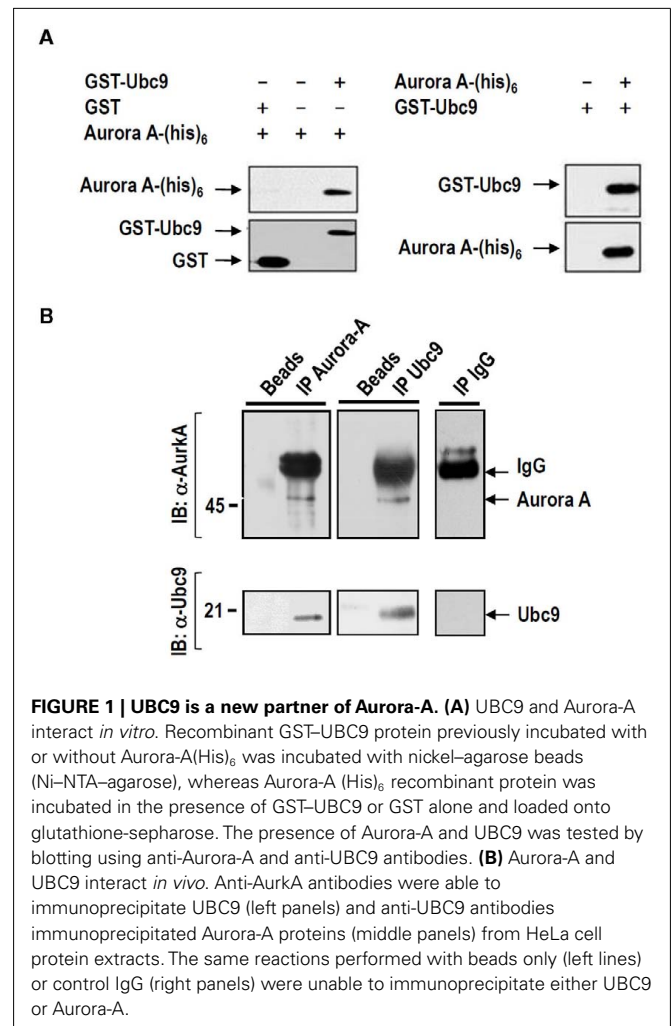 A
GST-Ubc9 – – +
GST + – –
Aurora A-(his)6 + + +
Aurora A-(his)6 – +
GST-Ubc9 + +
Aurora A-(his)6
GST-Ubc9
GST
GST-Ubc9
Aurora A-(his)6
B
Beads
IP Aurora-A
Beads
IP Ubc9
IP IgG
IB: α-AurkA
45
IgG
Aurora A
IB: α-Ubc9
21
Ubc9
FIGURE 1 | UBC9 is a new partner of Aurora-A. (A) UBC9 and Aurora-A
interact in vitro. Recombinant GST–UBC9 protein previously incubated with
or without Aurora-A(His)6 was incubated with nickel–agarose beads
(Ni–NTA–agarose), whereas Aurora-A (His)6 recombinant protein was
incubated in the presence of GST–UBC9 or GST alone and loaded onto
glutathione-sepharose. The presence of Aurora-A and UBC9 was tested by
blotting using anti-Aurora-A and anti-UBC9 antibodies. (B) Aurora-A and
UBC9 interact in vivo. Anti-AurkA antibodies were able to
immunoprecipitate UBC9 (left panels) and anti-UBC9 antibodies
immunoprecipitated Aurora-A proteins (middle panels) from HeLa cell
protein extracts. The same reactions performed with beads only (left lines)
or control IgG (right panels) were unable to immunoprecipitate either UBC9
or Aurora-A.